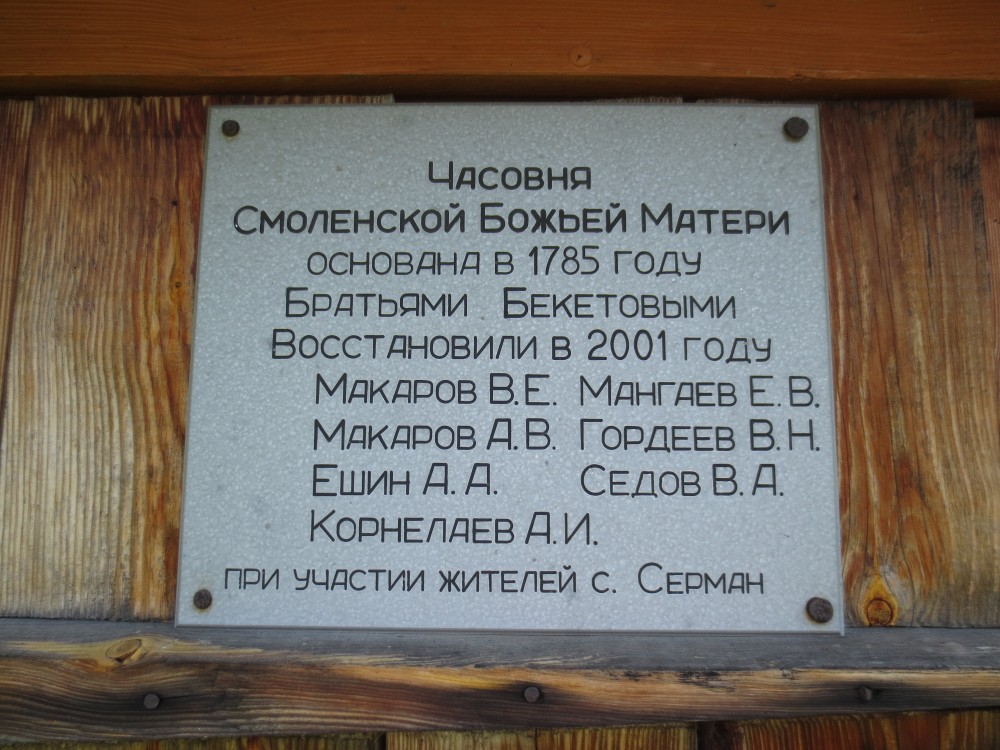 Часовня
Смоленской Божьей Матери
основана в 1785 году
Братьями Бекетовыми
Восстановили в 2001 году
Макаров В.Е. Мангаев Е.В.
Макаров А.В. Гордеев В.Н.
Ешин А.А. Седов В.А.
Корнелаев А.И.
при участии жителей с. Серман